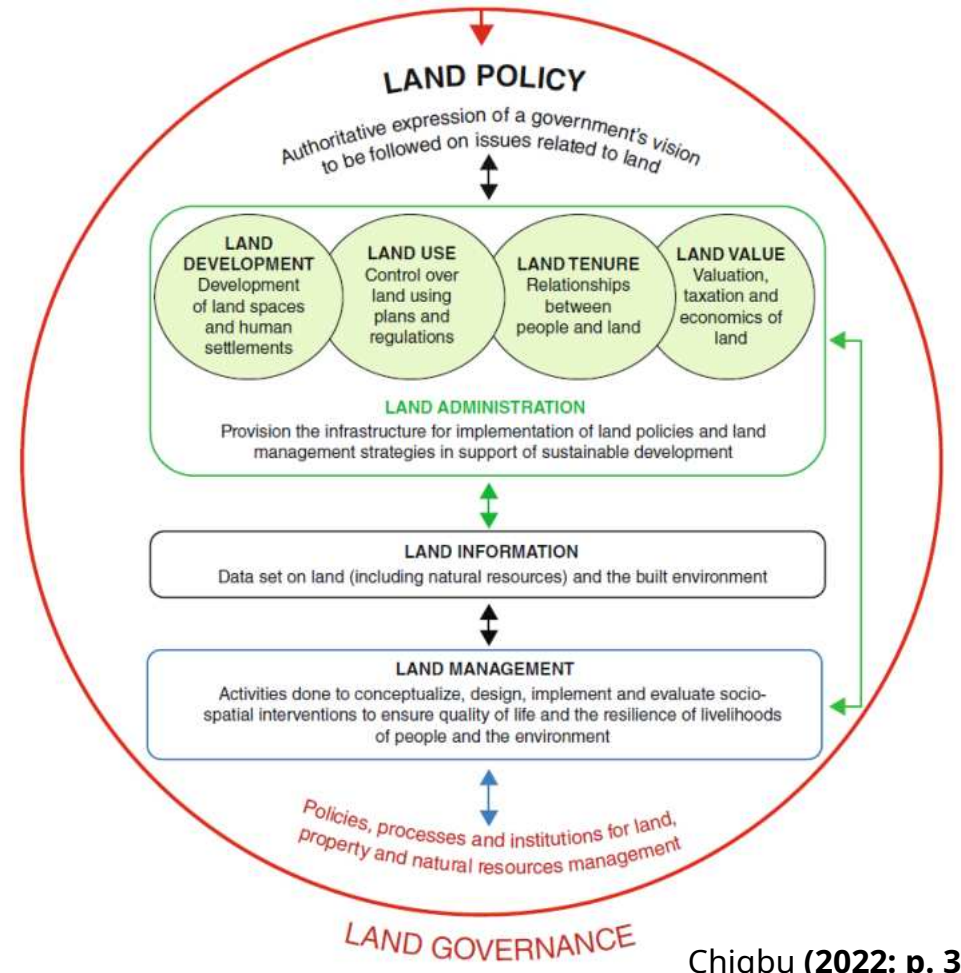 LAND POLICY
Authoritative expression of a government's vision
to be followed on issues related to land
LAND
DEVELOPMENT
Development
of land spaces
and human
settlements
LAND USE
Control over
land using
plans and
regulations
LAND TENURE
Relationships
between
people and land
LAND VALUE
Valuation,
taxation and
economics of
land
LAND ADMINISTRATION
Provision the infrastructure for implementation of land policies and land
management strategies in support of sustainable development
LAND INFORMATION
Data set on land (including natural resources) and the built environment
LAND MANAGEMENT
Activities done to conceptualize, design, implement and evaluate socio-
spatial interventions to ensure quality of life and the resilience of livelihoods
of people and the environment
Policies, processes and institutions for land,
property and natural resources management
LAND GOVERNANCE
Chigbu (2022: p. 3